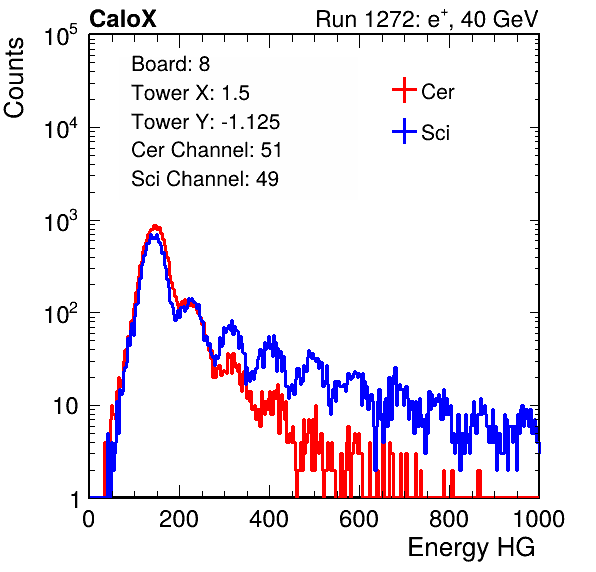 CaloX Run 1272: e⁺, 40 GeV
Counts
Board: 8
Tower X: 1.5
Tower Y: -1.125
Cer Channel: 51
Sci Channel: 49
Cer
Sci
10⁵
10⁴
10³
10²
10
1
0 200 400 600 800 1000
Energy HG